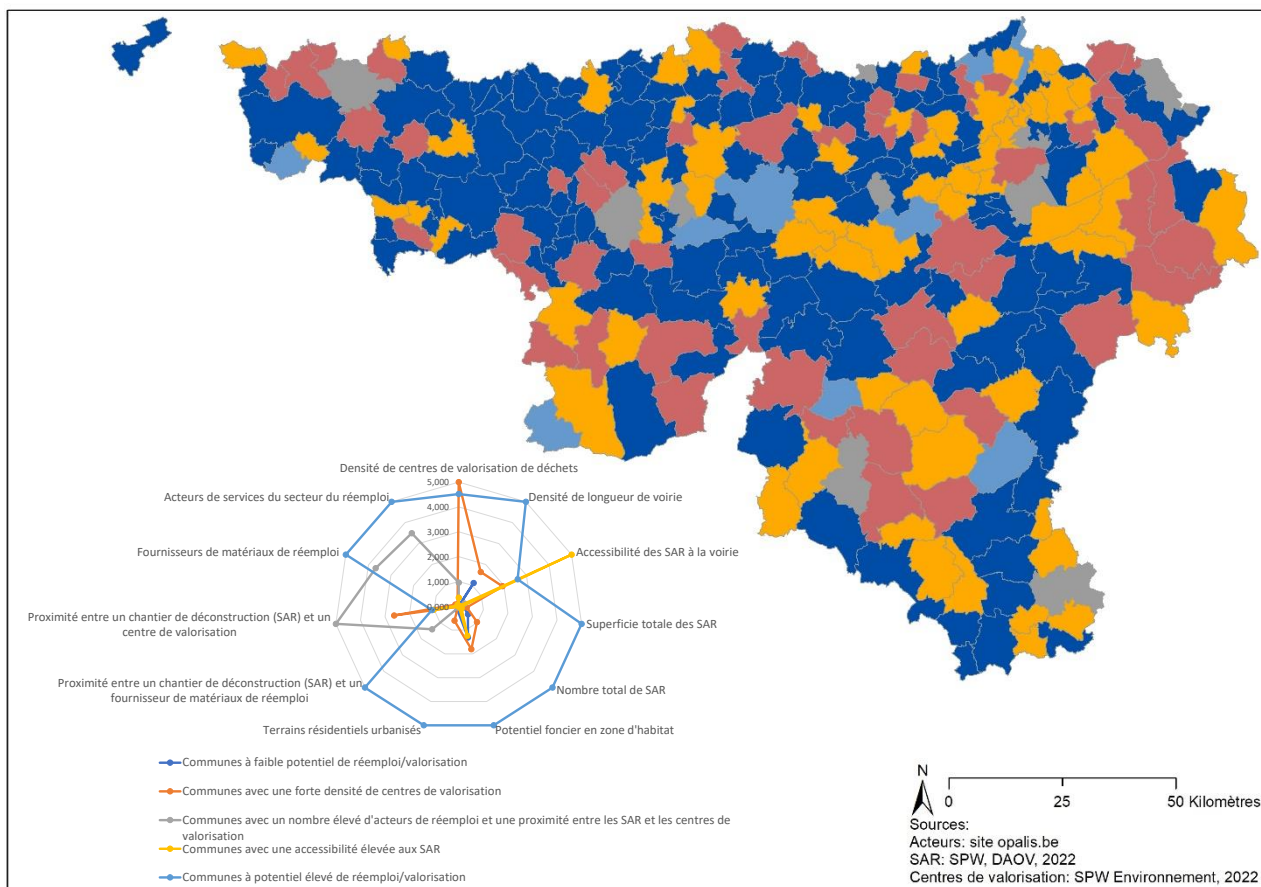 Densité de centres de valorisation de déchets
Acteurs de services du secteur du réemploi
5,000
Densité de longueur de voirie
4,000
Fournisseurs de matériaux de réemploi
3,000
Accessibilité des SAR à la voirie
2,000
1,000
0,000
Proximité entre un chantier de déconstruction (SAR) et un
centre de valorisation
Superficie totale des SAR
Proximité entre un chantier de déconstruction (SAR) et un
fournisseur de matériaux de réemploi
Nombre total de SAR
Terrains résidentiels urbanisés
Potentiel foncier en zone d'habitat
Communes à faible potentiel de réemploi/valorisation
Communes avec une forte densité de centres de valorisation
Communes avec un nombre élevé d'acteurs de réemploi et une proximité entre les SAR et les centres de
valorisation
Communes avec une accessibilité élevée aux SAR
Communes à potentiel élevé de réemploi/valorisation
N
0 25 50 Kilomètres
Sources:
Acteurs: site opalis.be
SAR: SPW, DAOV, 2022
Centres de valorisation: SPW Environnement, 2022